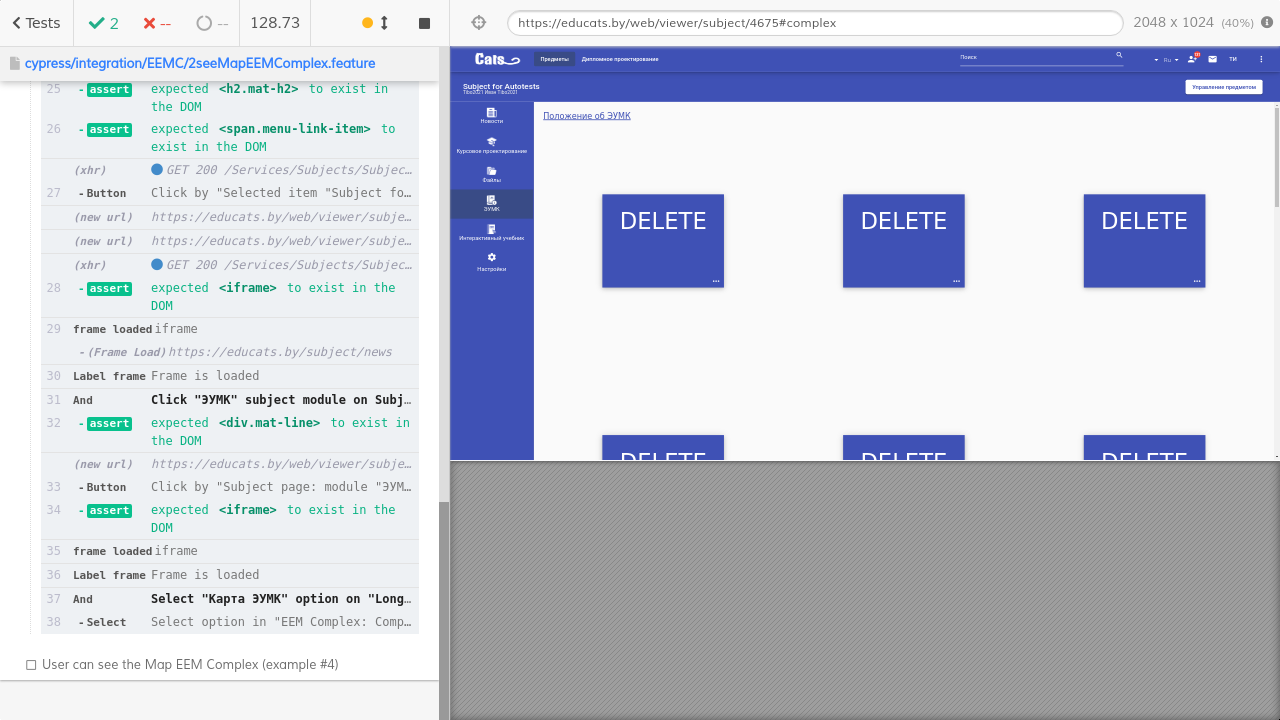 Tests
2
--
--
128.73
https://educats.by/web/viewer/subject/4675#complex
2048 x 1024 (40%)
cypress/integration/EEMC/2seeMapEEMComplex.feature
25 -assert expected <h2.mat-h2> to exist in
the DOM
26 -assert expected <span.menu-link-item> to
exist in the DOM
(xhr) GET 200 /Services/Subjects/Subjec…
27 -Button Click by "Selected item "Subject fo…
(new url) https://educats.by/web/viewer/subje…
(new url) https://educats.by/web/viewer/subje…
(xhr) GET 200 /Services/Subjects/Subjec…
28 -assert expected <iframe> to exist in the
DOM
29 frame loaded iframe
-(Frame Load) https://educats.by/subject/news
30 Label frame Frame is loaded
31 And Click "ЭУМК" subject module on Subj…
32 -assert expected <div.mat-line> to exist in
the DOM
(new url) https://educats.by/web/viewer/subje…
33 -Button Click by "Subject page: module "ЭУМ…
34 -assert expected <iframe> to exist in the
DOM
35 frame loaded iframe
36 Label frame Frame is loaded
37 And Select "Карта ЭУМК" option on "Long…
38 -Select Select option in "EEM Complex: Comp…
User can see the Map EEM Complex (example #4)
Cats
Предметы
Дипломное проектирование
Поиск
Ru
ТИ
Subject for Autotests
Tibo2021 Иван Tibo2021
Управление предметом
Новости
Курсовое проектирование
Файлы
ЭУМК
Интерактивный учебник
Настройки
Положение об ЭУМК
DELETE
...
DELETE
...
DELETE
...
DELETE
DELETE
DELETE